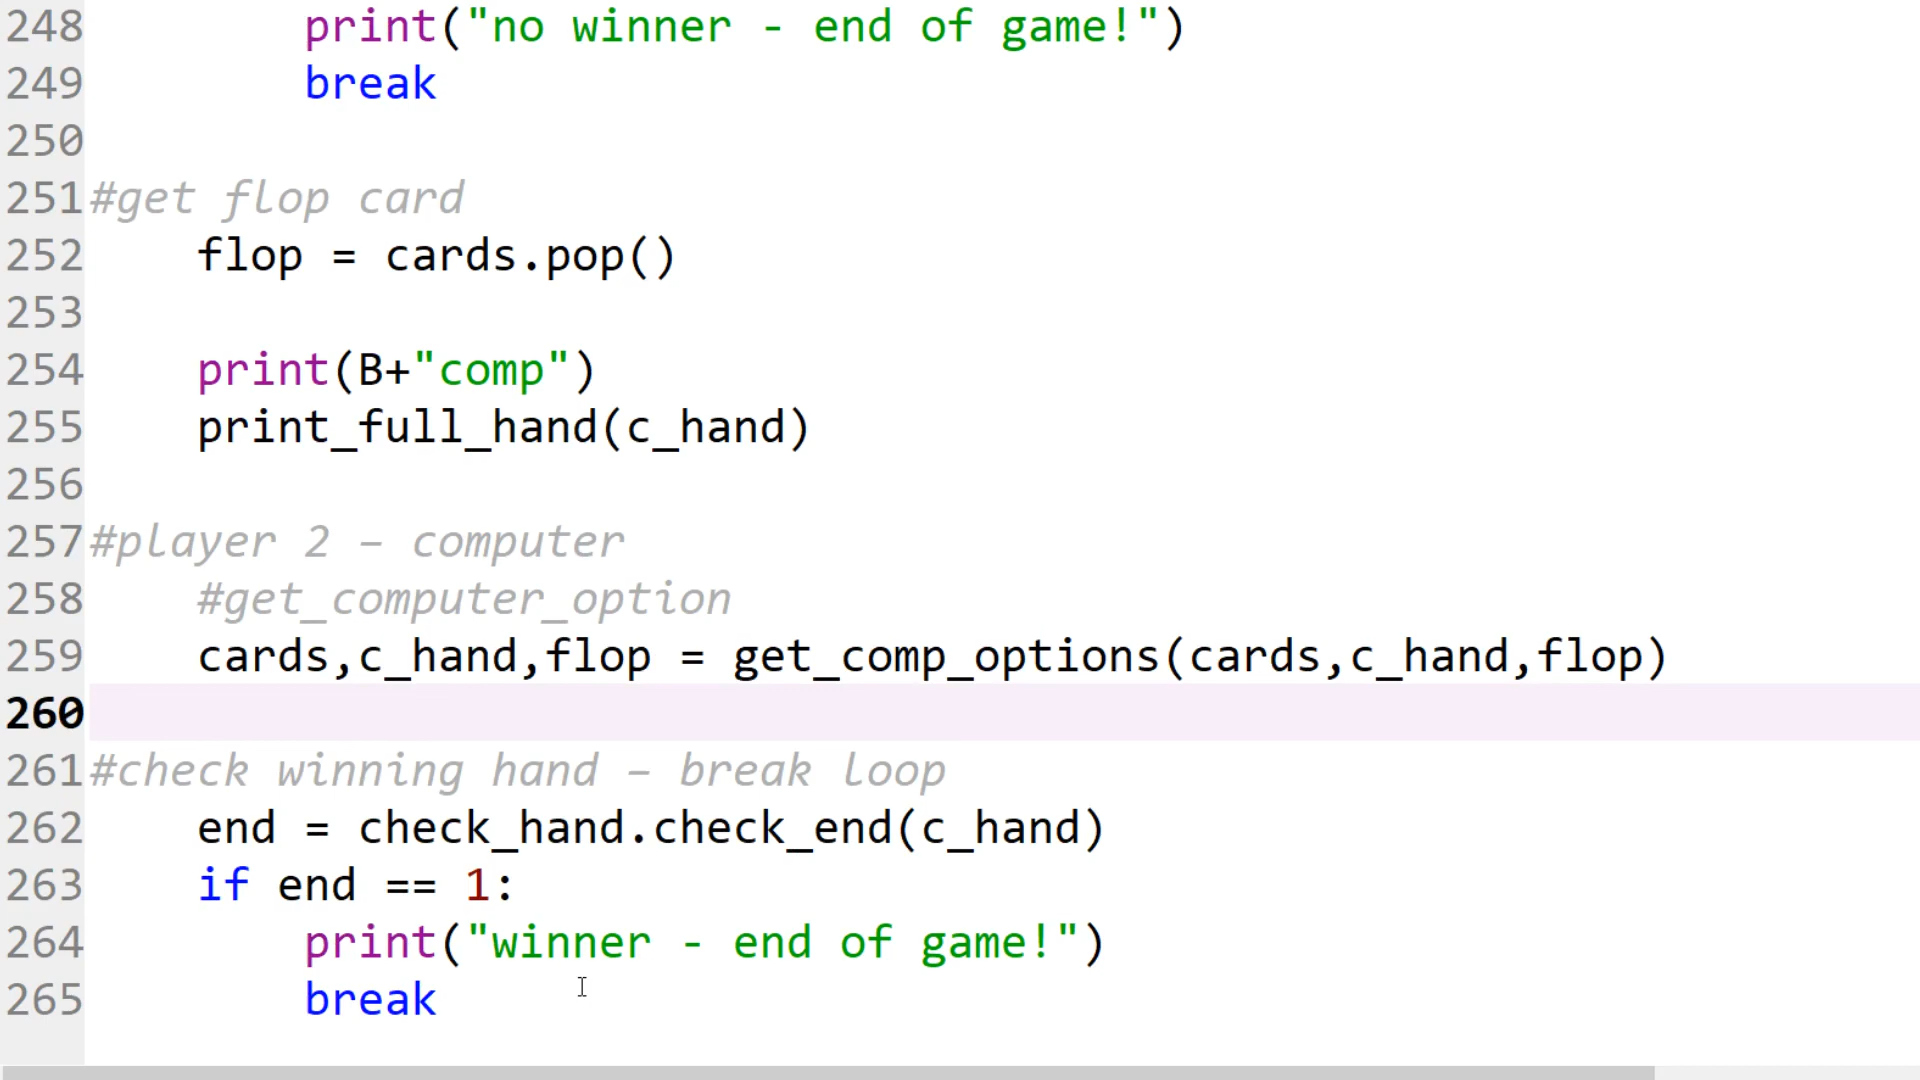 248 print("no winner - end of game!")
249 break
250
251 #get flop card
252 flop = cards.pop()
253
254 print(B+"comp")
255 print_full_hand(c_hand)
256
257 #player 2 – computer
258 #get_computer_option
259 cards,c_hand,flop = get_comp_options(cards,c_hand,flop)
260
261 #check winning hand – break loop
262 end = check_hand.check_end(c_hand)
263 if end == 1:
264 print("winner - end of game!")
265 break